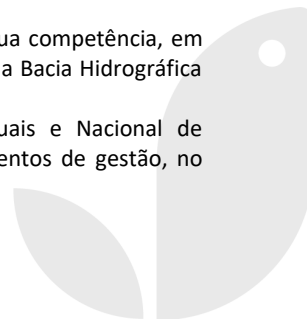 ua competência, em
a Bacia Hidrográfica
uais e Nacional de
entos de gestão, no